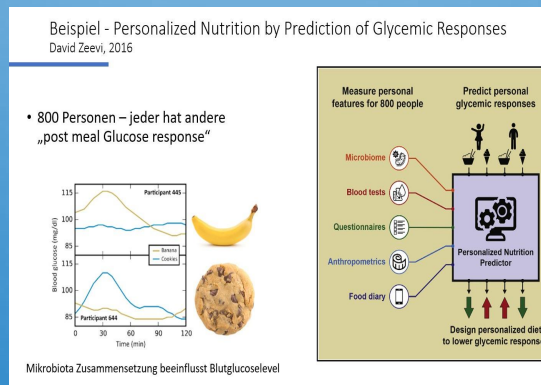 Beispiel - Personalized Nutrition by Prediction of Glycemic Responses
David Zeevi, 2016
• 800 Personen – jeder hat andere
„post meal Glucose response“
115
100
85
Participant 445
Banana
Cookies
115
100
85
Participant 644
Blood glucose (mg/dl)
0 30 60 90 120
Time (min)
Mikrobiota Zusammensetzung beeinflusst Blutglucoselevel
Measure personal
features for 800 people
Microbiome
Blood tests
Questionnaires
Anthropometrics
Food diary
Predict personal
glycemic responses
Personalized Nutrition
Predictor
Design personalized diet
to lower glycemic respons